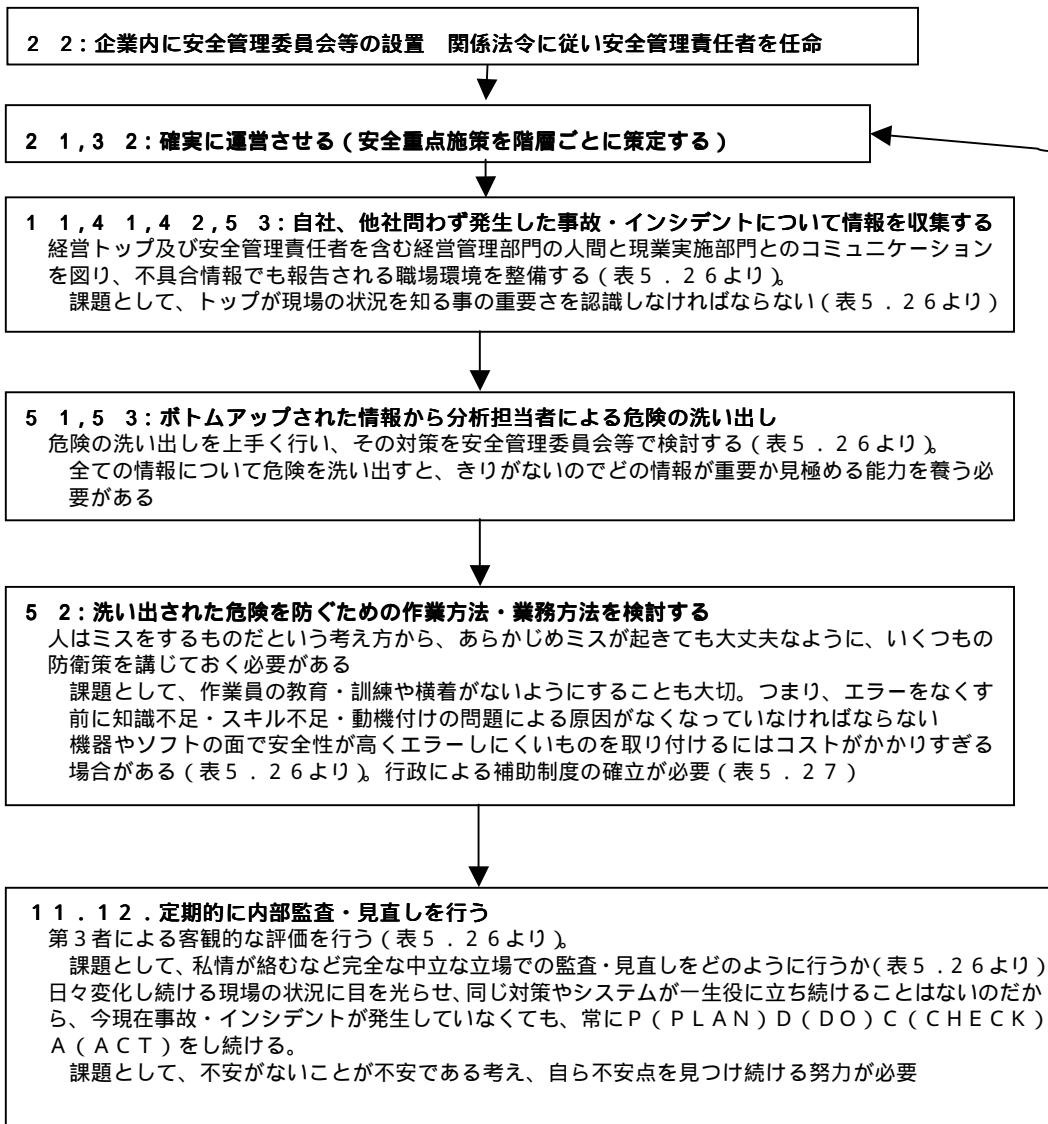 2 2:企業内に安全管理委員会等の設置 関係法令に従い安全管理責任者を任命
2 1,3 2:確実に運営させる(安全重点施策を階層ごとに策定する)
1 1,4 1,4 2,5 3:自社、他社問わず発生した事故・インシデントについて情報を収集する
経営トップ及び安全管理責任者を含む経営管理部門の人間と現業実施部門とのコミュニケーション
を図り、不具合情報でも報告される職場環境を整備する(表5.26より)。
課題として、トップが現場の状況を知る事の重要さを認識しなければならない(表5.26より)
5 1,5 3:ボトムアップされた情報から分析担当者による危険の洗い出し
危険の洗い出しを上手く行い、その対策を安全管理委員会等で検討する(表5.26より)。
全ての情報について危険を洗い出すと、きりがないのでどの情報が重要か見極める能力を養う必
要がある
5 2:洗い出された危険を防ぐための作業方法・業務方法を検討する
人はミスをするものだという考え方から、あらかじめミスが起きても大丈夫なように、いくつもの
防衛策を講じておく必要がある
課題として、作業員の教育・訓練や横着がないようにすることも大切。つまり、エラーをなくす
前に知識不足・スキル不足・動機付けの問題による原因がなくなっていなければならない
機器やソフトの面で安全性が高くエラーしにくいものを取り付けるにはコストがかかりすぎる
場合がある(表5.26より)。行政による補助制度の確立が必要(表5.27)
11.12.定期的に内部監査・見直しを行う
第3者による客観的な評価を行う(表5.26より)。
課題として、私情が絡むなど完全な中立な立場での監査・見直しをどのように行うか(表5.26より)
日々変化し続ける現場の状況に目を光らせ、同じ対策やシステムが一生役に立ち続けることはないのだか
ら、今現在事故・インシデントが発生していなくても、常にP(PLAN)D(DO)C(CHECK)
A(ACT)をし続ける。
課題として、不安がないことが不安である考え、自ら不安点を見つけ続ける努力が必要